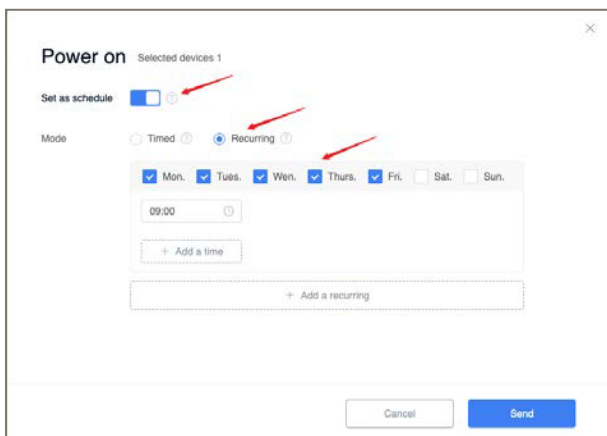 Power on Selected devices 1
Set as schedule
Mode Timed Recurring
Mon. Tues. Wen. Thurs. Fri. Sat. Sun.
09:00
+ Add a time
+ Add a recurring
Cancel Send